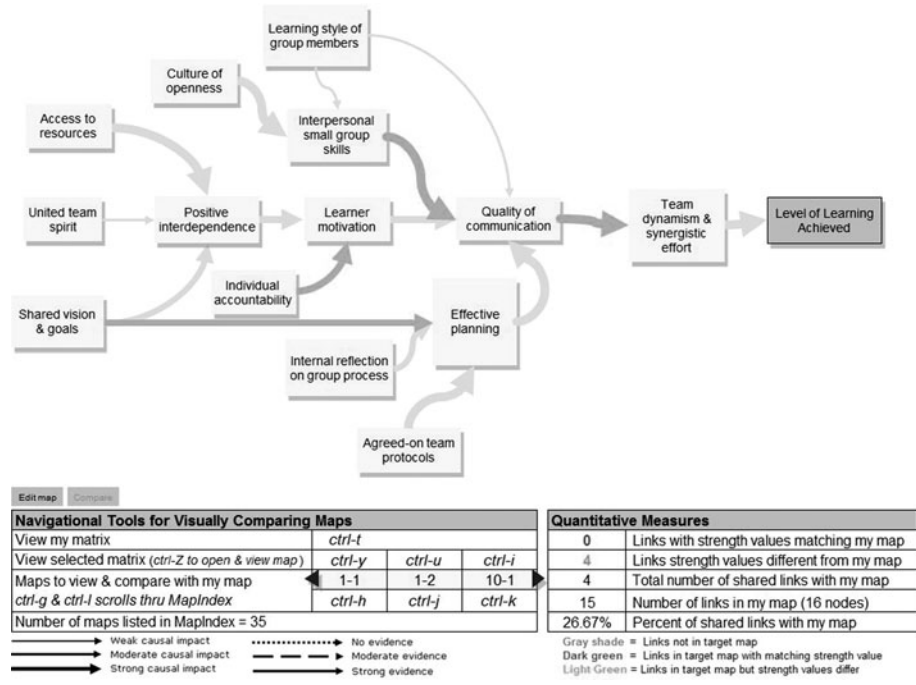 Learning style of
group members
Culture of
openness
Access to
resources
Interpersonal
small group
skills
United team
spirit
Positive
interdependence
Learner
motivation
Quality of
communication
Team
dynamism &
synergistic
effort
Level of Learning
Achieved
Individual
accountability
Shared vision
& goals
Effective
planning
Internal reflection
on group process
Agreed-on team
protocols
Edit map Compare
Navigational Tools for Visually Comparing Maps
View my matrix ctrl-t
View selected matrix (ctrl-Z to open & view map) ctrl-y ctrl-u ctrl-i
Maps to view & compare with my map 1-1 1-2 10-1
ctrl-g & ctrl-l scrolls thru MapIndex ctrl-h ctrl-j ctrl-k
Number of maps listed in MapIndex = 35
Quantitative Measures
0 Links with strength values matching my map
4 Links strength values different from my map
4 Total number of shared links with my map
15 Number of links in my map (16 nodes)
26.67% Percent of shared links with my map
Weak causal impact No evidence
Moderate causal impact Moderate evidence
Strong causal impact Strong evidence
Gray shade = Links not in target map
Dark green = Links in target map with matching strength value
Light Green = Links in target map but strength values differ